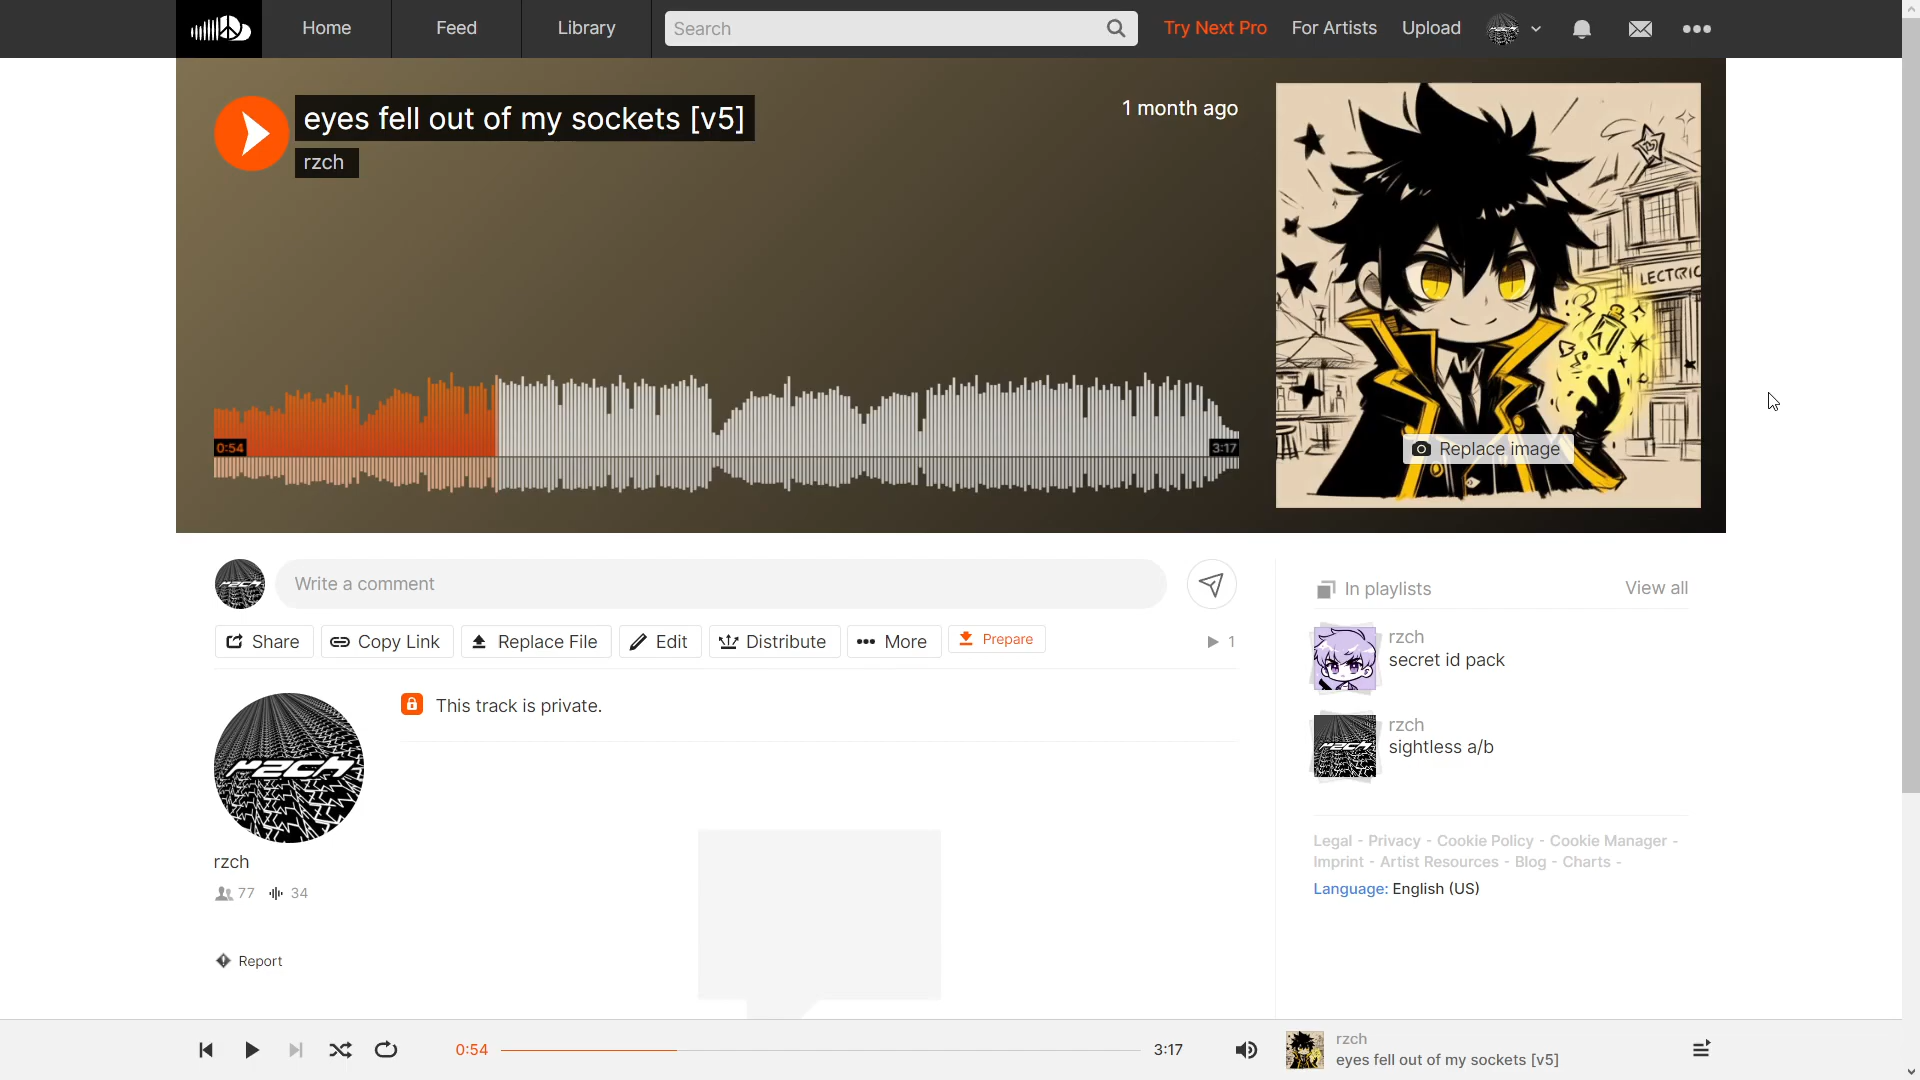 Home
Feed
Library
Search
Try Next Pro
For Artists
Upload
eyes fell out of my sockets [v5]
rzch
1 month ago
LECTRIC
0:54
3:17
Replace image
Write a comment
Share
Copy Link
Replace File
Edit
Distribute
More
Prepare
1
This track is private.
rzch
rzch
77
34
Report
In playlists
View all
rzch
secret id pack
rzch
rzch
sightless a/b
Legal - Privacy - Cookie Policy - Cookie Manager -
Imprint - Artist Resources - Blog - Charts -
Language: English (US)
0:54
3:17
rzch
eyes fell out of my sockets [v5]